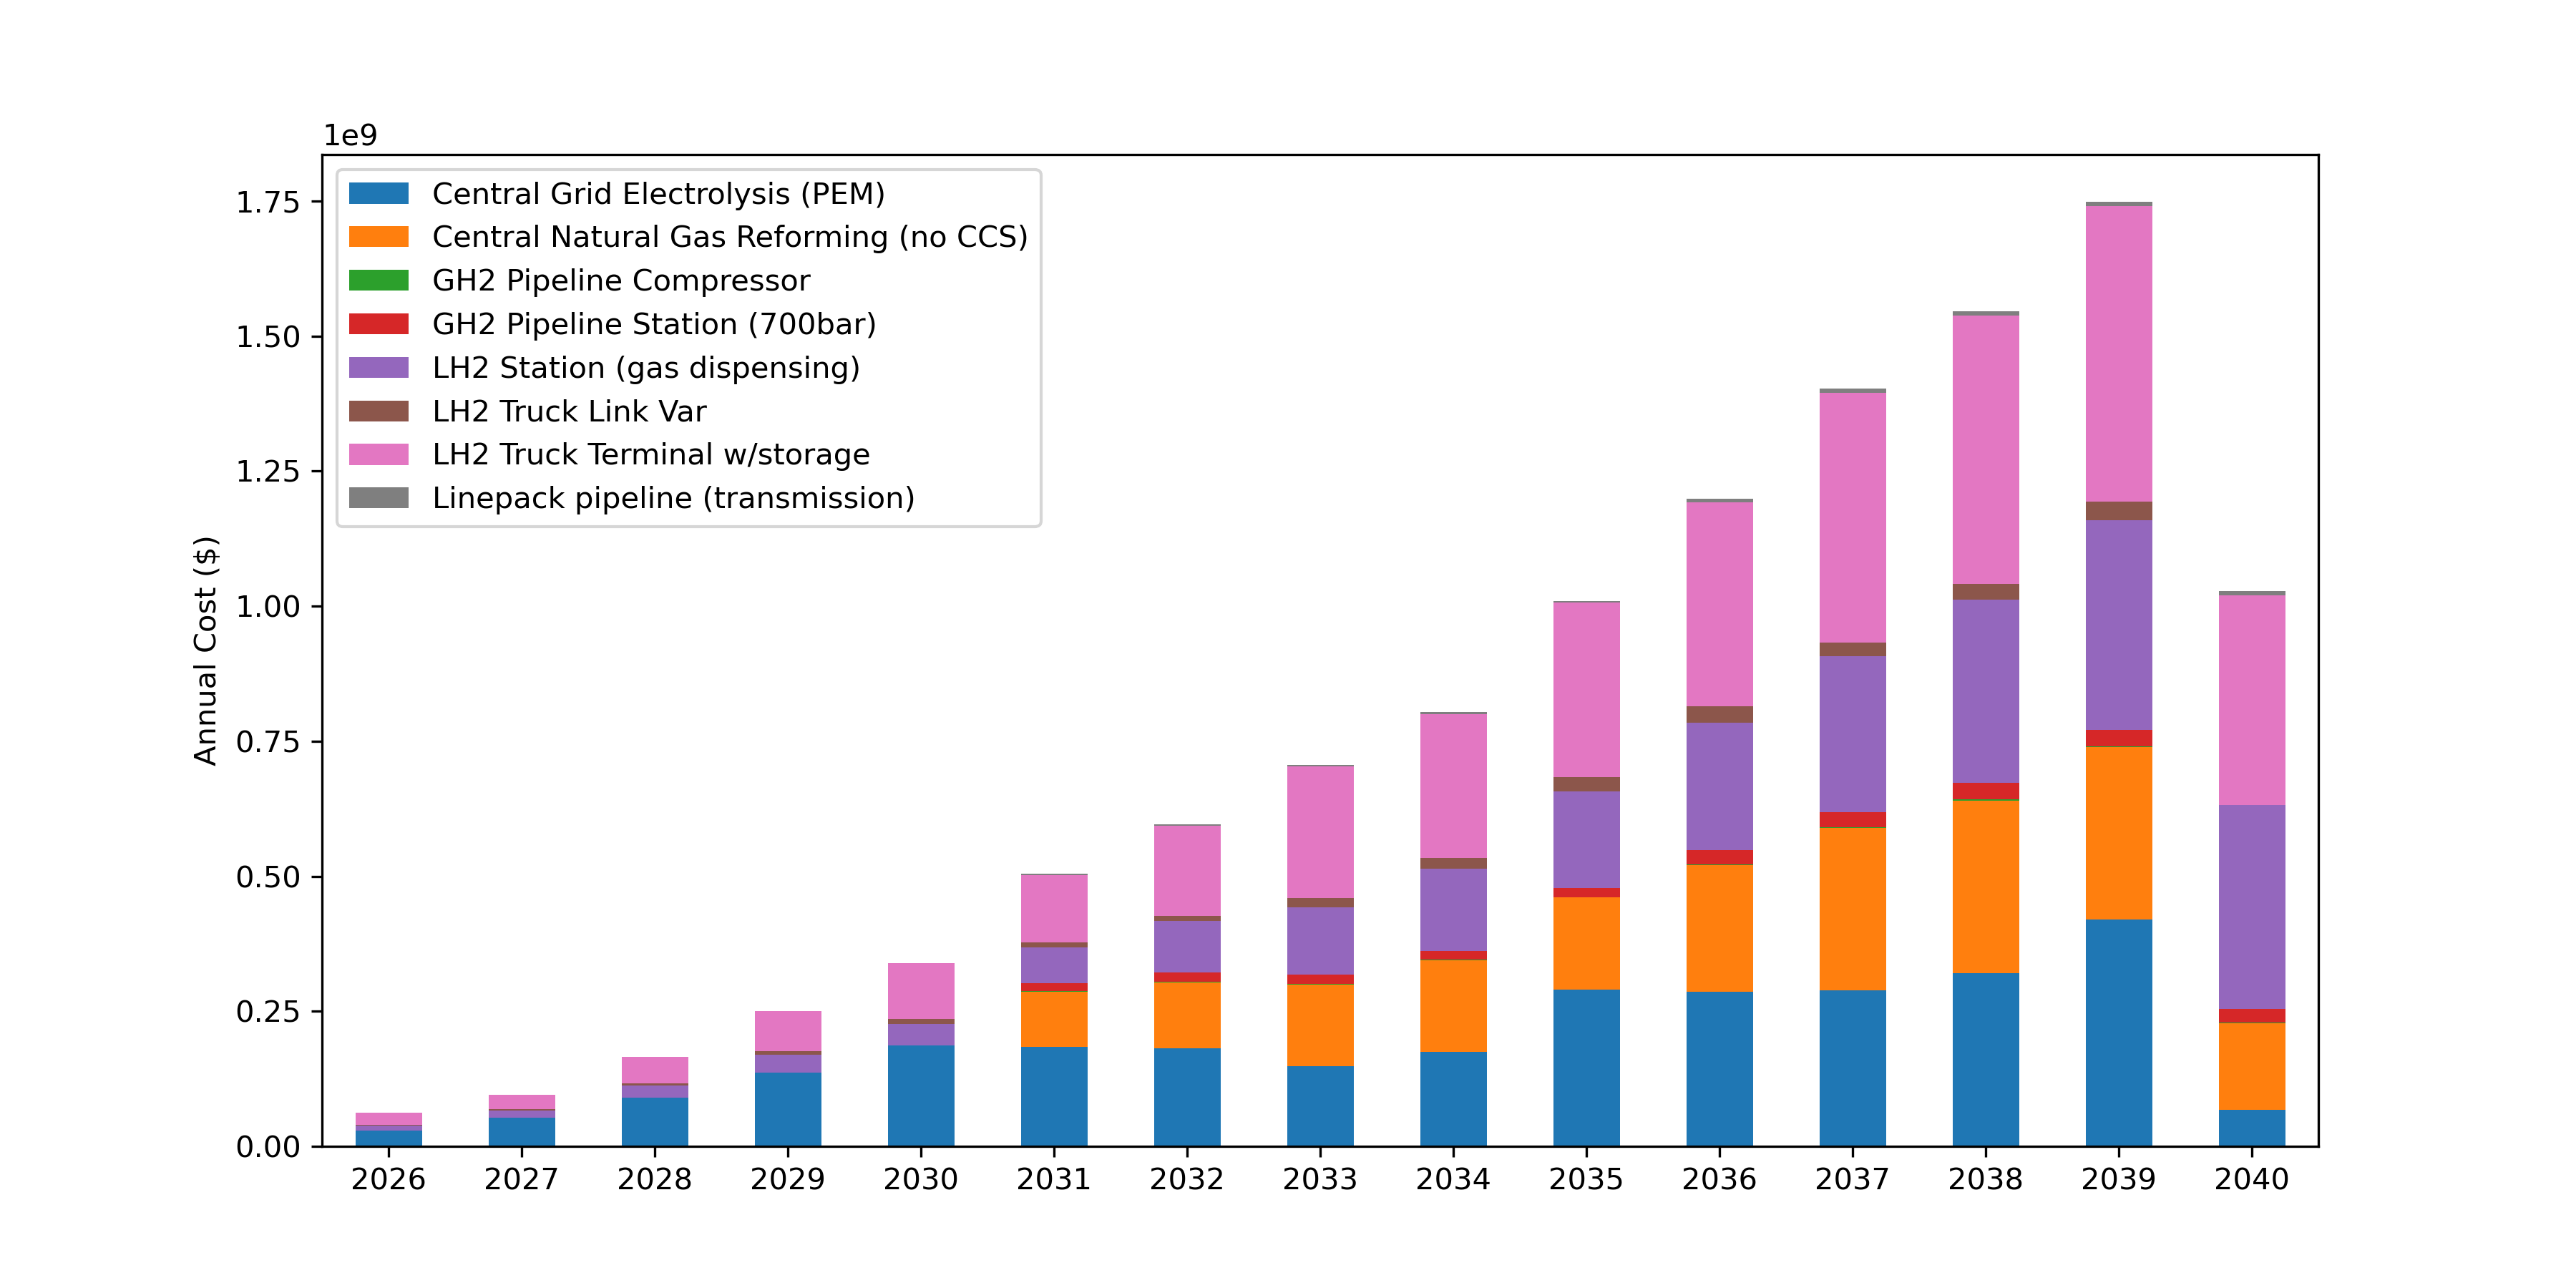 1e9
1.75
1.50
1.25
1.00
0.75
0.50
0.25
0.00
Annual Cost ($)
Central Grid Electrolysis (PEM)
Central Natural Gas Reforming (no CCS)
GH2 Pipeline Compressor
GH2 Pipeline Station (700bar)
LH2 Station (gas dispensing)
LH2 Truck Link Var
LH2 Truck Terminal w/storage
Linepack pipeline (transmission)
2026 2027 2028 2029 2030 2031 2032 2033 2034 2035 2036 2037 2038 2039 2040